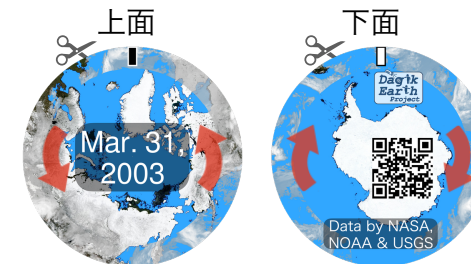 上面
下面
Mar. 31
2003
Dagik
Earth
Project
Data by NASA,
NOAA & USGS